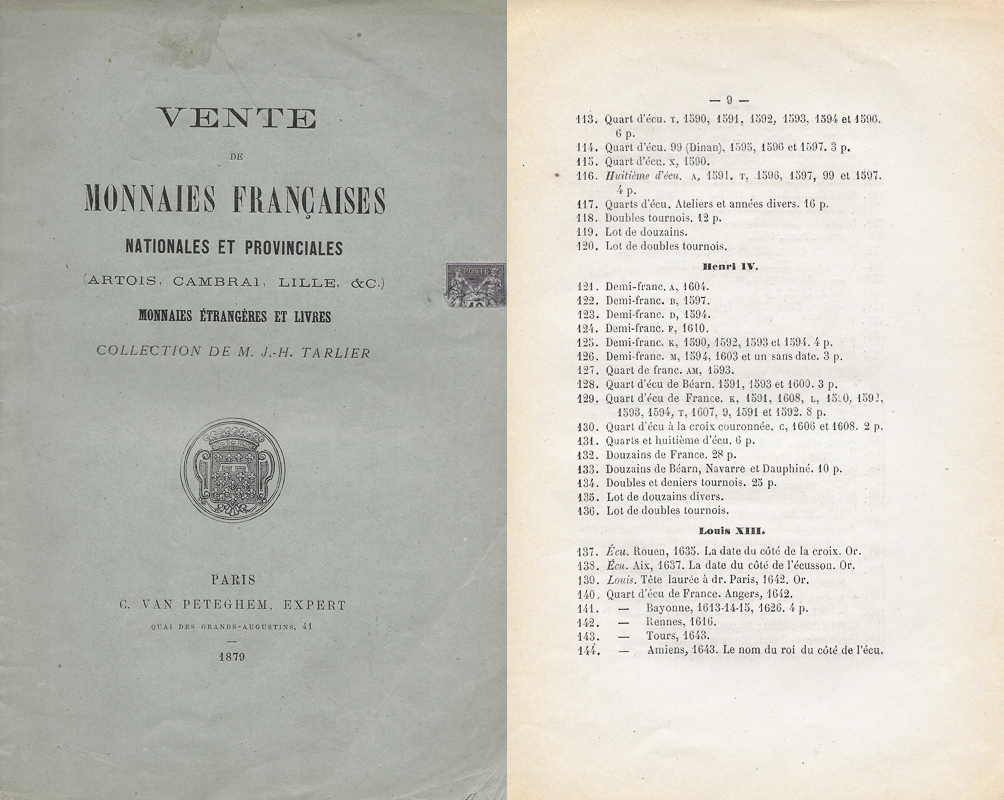 VENTE
DE
MONNAIES FRANÇAISES
NATIONALES ET PROVINCIALES
(ARTOIS, CAMBRAI, LILLE, &C.)
MONNAIES ÉTRANGÈRES ET LIVRES
COLLECTION DE M. J.-H. TARLIER
POSTE
PARIS
C. VAN PETEGHEM, EXPERT
QUAI DES GRANDS-AUGUSTINS, 41
1879
— 9 —
113. Quart d'écu. T. 1590, 1591, 1592, 1593, 1594 et 1596.
6 p.
114. Quart d'écu. 99 (Dinan), 1595, 1596 et 1597. 3 p.
115. Quart d'écu. X, 1590.
116. Huitième d'écu. A, 1591. T, 1596, 1597, 99 et 1597.
4 p.
117. Quarts d'écu. Ateliers et années divers. 16 p.
118. Doubles tournois. 12 p.
119. Lot de douzains.
120. Lot de doubles tournois.
Henri IV.
121. Demi-franc. A, 1604.
122. Demi-franc. B, 1597.
123. Demi-franc. D, 1594.
124. Demi-franc. F, 1610.
125. Demi-franc. K, 1590, 1592, 1593 et 1594. 4 p.
126. Demi-franc. M, 1594, 1603 et un sans date. 3 p.
127. Quart de franc. AM, 1593.
128. Quart d'écu de Béarn. 1591, 1593 et 1600. 3 p.
129. Quart d'écu de France. K, 1591, 1608, L, 1592,
1593, 1594, T, 1607, 9, 1591 et 1592. 8 p.
130. Quart d'écu à la croix couronnée. C, 1606 et 1608. 2 p.
131. Quarts et huitième d'écu. 6 p.
132. Douzains de France. 28 p.
133. Douzains de Béarn, Navarre et Dauphiné. 10 p.
134. Doubles et deniers tournois. 25 p.
135. Lot de douzains divers.
136. Lot de doubles tournois.
Louis XIII.
137. Écu. Rouen, 1635. La date du côté de la croix. Or.
138. Écu. Aix, 1637. La date du côté de l'écusson. Or.
139. Louis. Tête laurée à dr. Paris, 1642. Or.
140. Quart d'écu de France. Angers, 1642.
141. — Bayonne, 1613-14-15, 1626. 4 p.
142. — Rennes, 1616.
143. — Tours, 1643.
144. — Amiens, 1643. Le nom du roi du côté de l'écu.